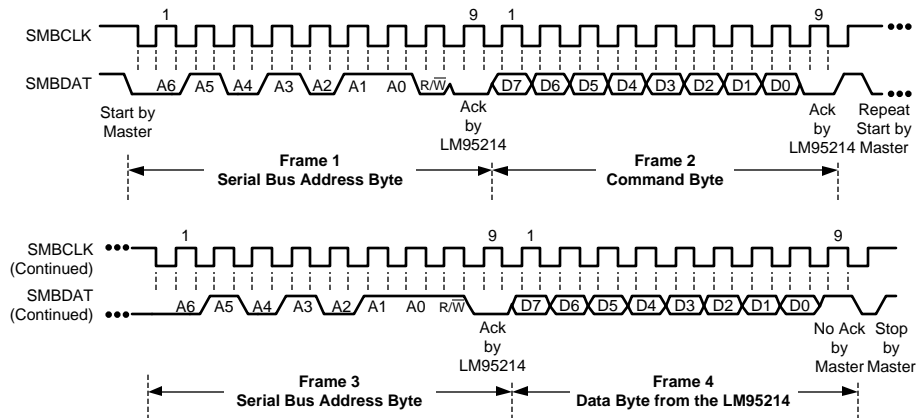 1 9 1 9
SMBCLK
SMBDAT
A6 A5 A4 A3 A2 A1 A0 R/W D7 D6 D5 D4 D3 D2 D1 D0
Start by
Master
Ack
by
LM95214
Ack
by
LM95214
Repeat
Start by
Master
Frame 1
Serial Bus Address Byte
Frame 2
Command Byte
1 9 1 9
SMBCLK
(Continued)
SMBDAT
(Continued)
A6 A5 A4 A3 A2 A1 A0 R/W D7 D6 D5 D4 D3 D2 D1 D0
Ack
by
LM95214
No Ack
by
Master
Stop
by
Master
Frame 3
Serial Bus Address Byte
Frame 4
Data Byte from the LM95214